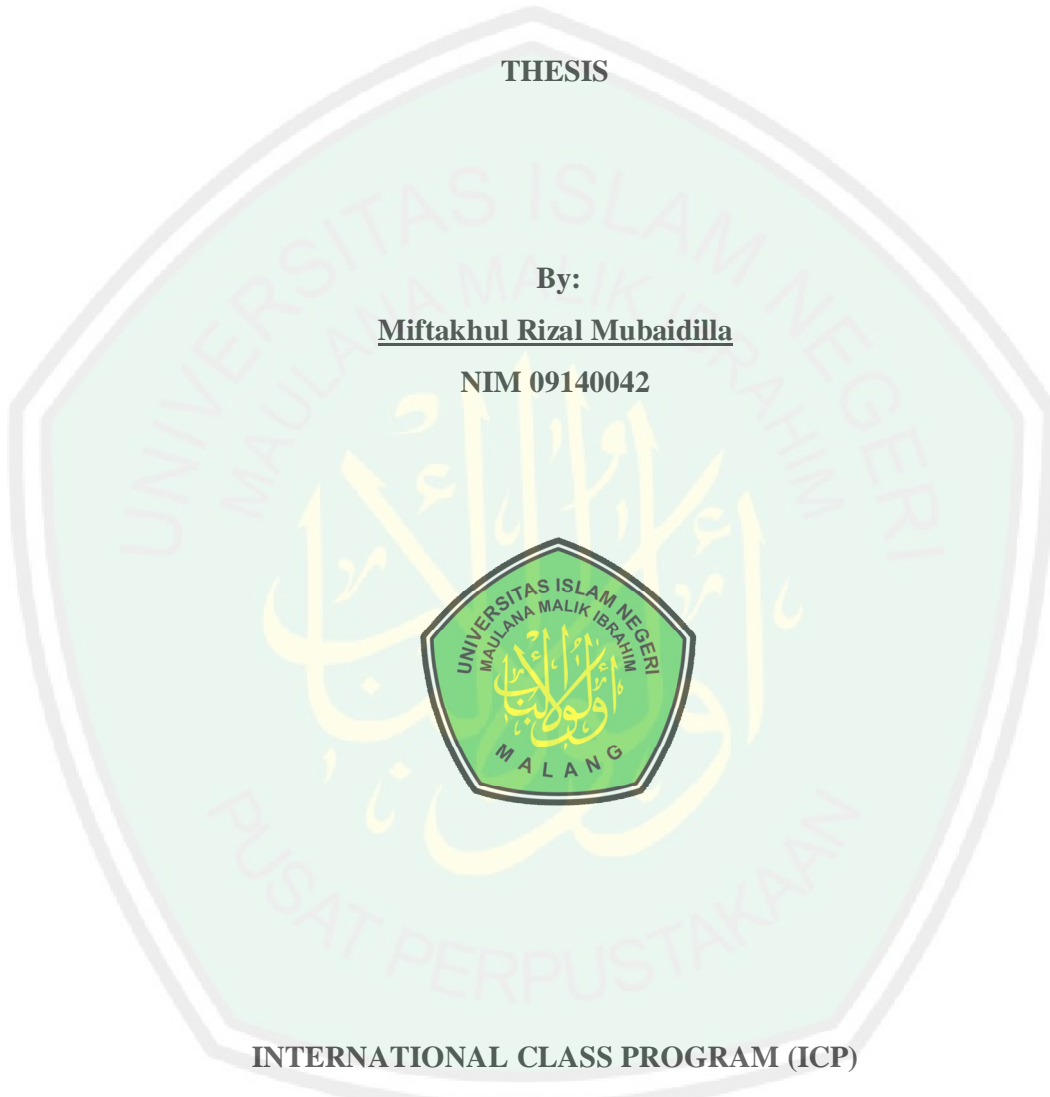 THESIS
By:
Miftakhul Rizal Mubaidilla
NIM 09140042
UNIVERSITAS ISLAM NEGERI
MAULANA MALIK IBRAHIM
MALANG
UNIVERSITAS ISLAM NEGERI
MAULANA MALIK IBRAHIM
PUSAT PERPUSTAKAAN
INTERNATIONAL CLASS PROGRAM (ICP)